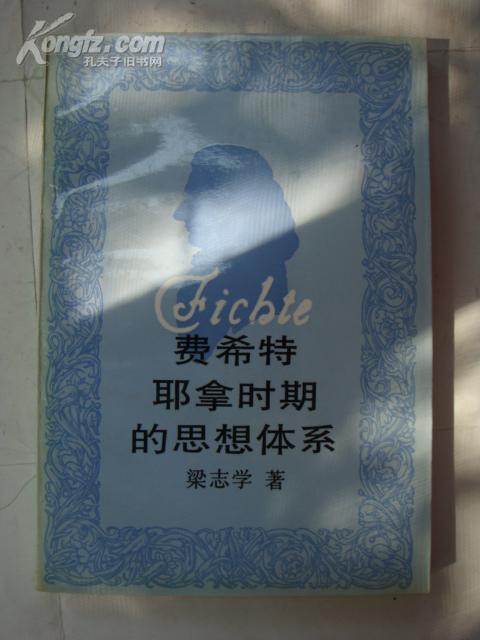 Kongfz.com
孔夫子旧书网
Fichte
费希特
耶拿时期
的思想体系
梁志学 著